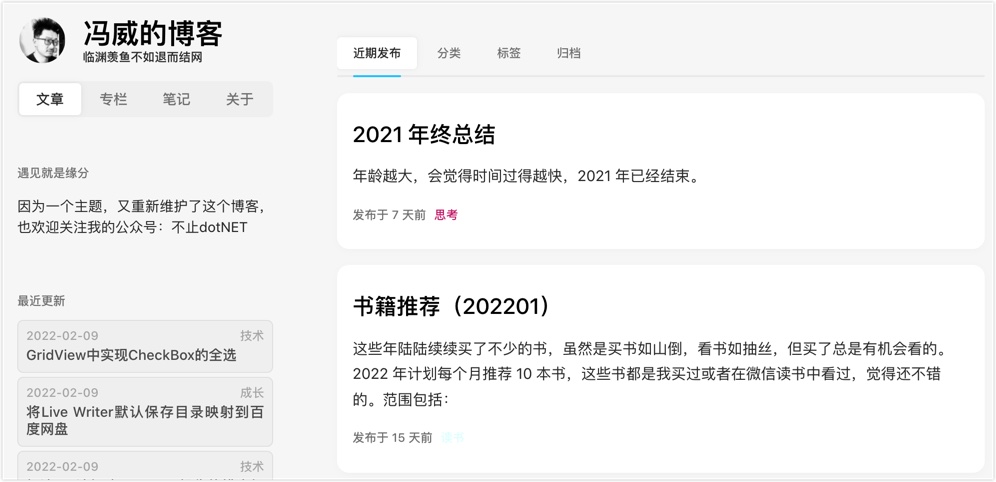 冯威的博客
临渊羡鱼不如退而结网
文章 专栏 笔记 关于
遇见就是缘分
因为一个主题，又重新维护了这个博客，
也欢迎关注我的公众号：不止dotNET
最近更新
2022-02-09 技术
GridView中实现CheckBox的全选
2022-02-09 成长
将Live Writer默认保存目录映射到百
度网盘
2022-02-09 技术
近期发布 分类 标签 归档
2021 年终总结
年龄越大，会觉得时间过得越快，2021 年已经结束。
发布于 7 天前 思考
书籍推荐（202201）
这些年陆陆续续买了不少的书，虽然是买书如山倒，看书如抽丝，但买了总是有机会看的。
2022 年计划每个月推荐 10 本书，这些书都是我买过或者在微信读书中看过，觉得还不错
的。范围包括：
发布于 15 天前